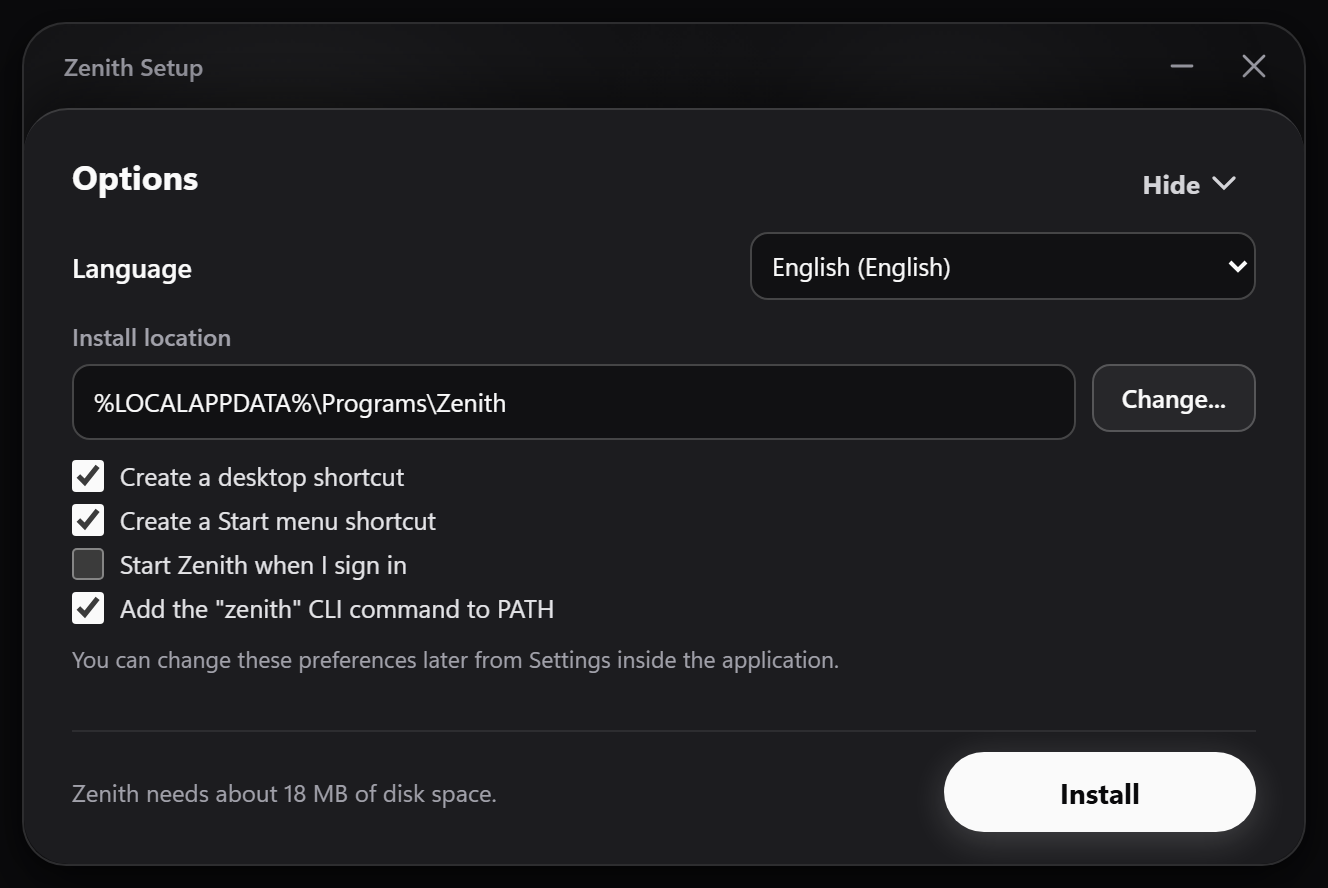 Zenith Setup
Options
Hide
Language
English (English)
Install location
%LOCALAPPDATA%\Programs\Zenith
Change...
Create a desktop shortcut
Create a Start menu shortcut
Start Zenith when I sign in
Add the "zenith" CLI command to PATH
You can change these preferences later from Settings inside the application.
Zenith needs about 18 MB of disk space.
Install